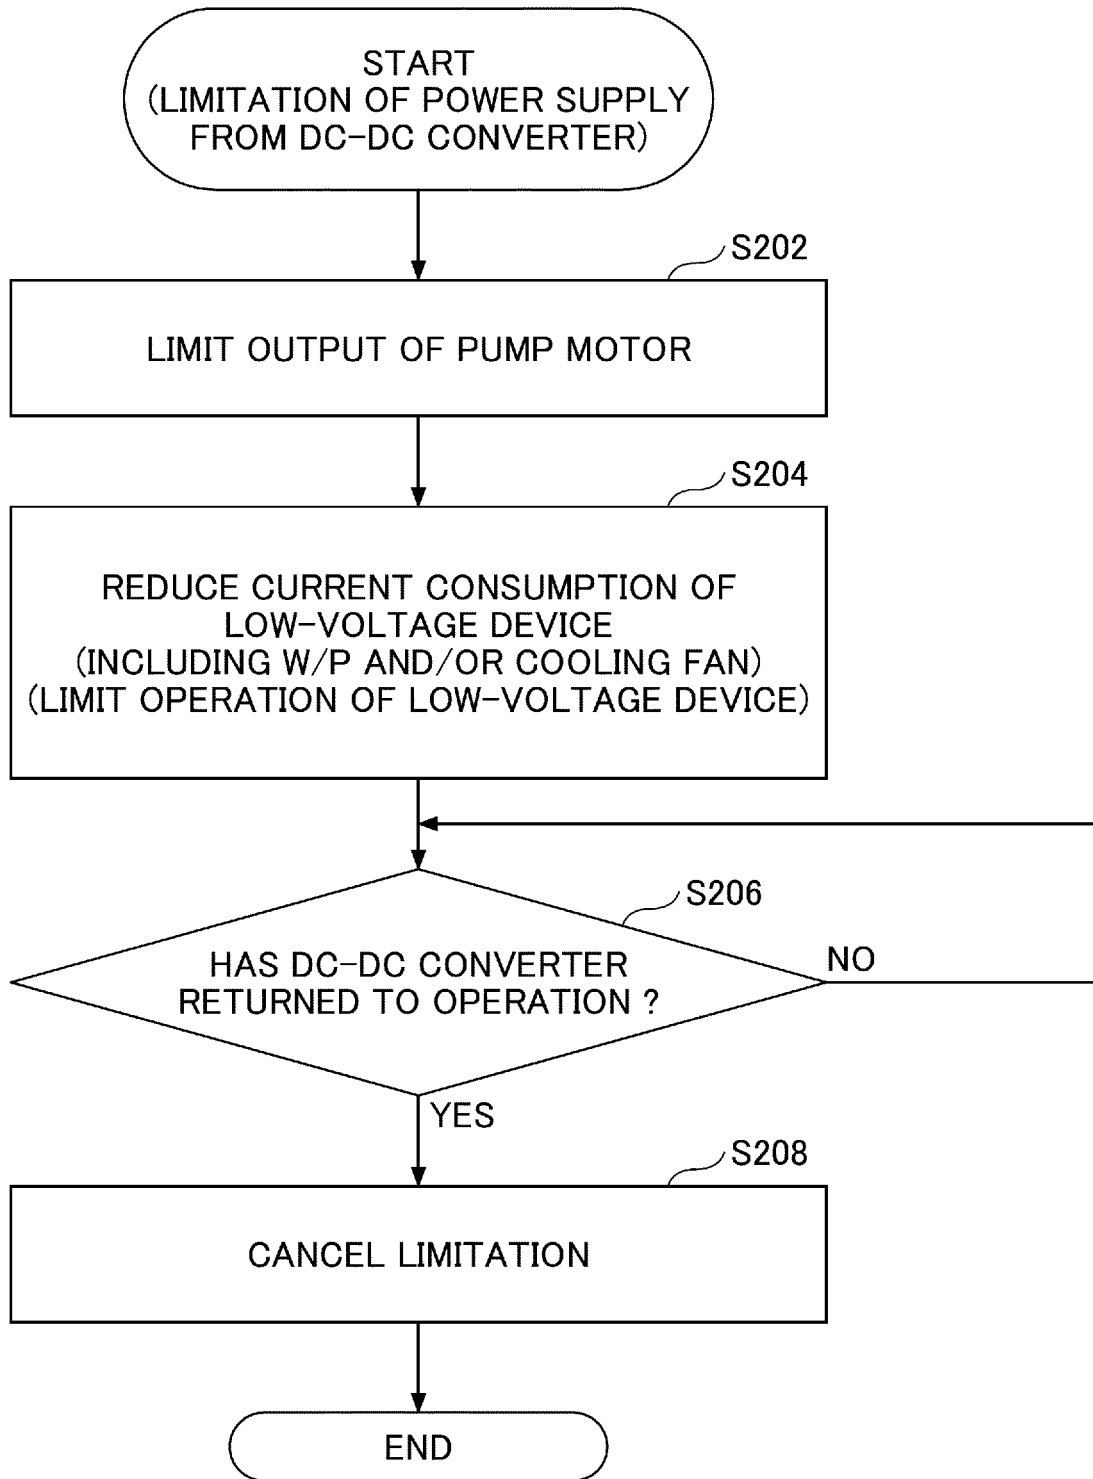 START
(LIMITATION OF POWER SUPPLY
FROM DC-DC CONVERTER)
S202
LIMIT OUTPUT OF PUMP MOTOR
S204
REDUCE CURRENT CONSUMPTION OF
LOW-VOLTAGE DEVICE
(INCLUDING W/P AND/OR COOLING FAN)
(LIMIT OPERATION OF LOW-VOLTAGE DEVICE)
S206
HAS DC-DC CONVERTER
RETURNED TO OPERATION ?
NO
YES
S208
CANCEL LIMITATION
END